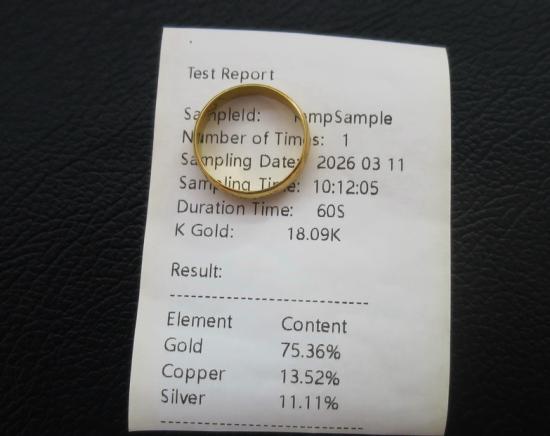 Test Report
SampleId: mpSample
Number of Times: 1
Sampling Date: 2026 03 11
Sampling Time: 10:12:05
Duration Time: 60S
K Gold: 18.09K
Result:
--------------------------
Element Content
Gold 75.36%
Copper 13.52%
Silver 11.11%
--------------------------